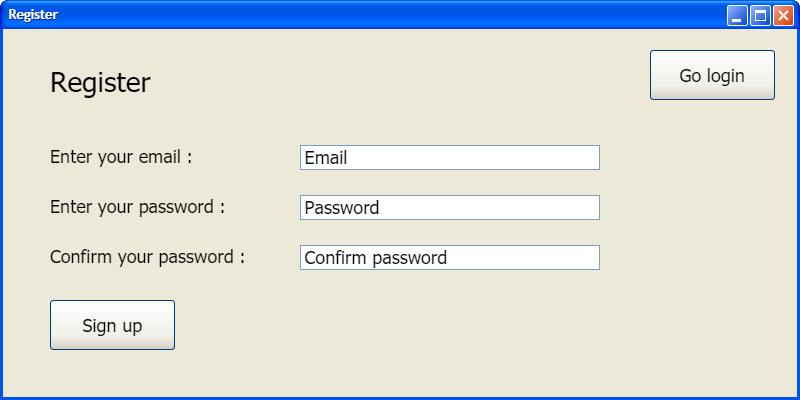 Register
Register
Go login
Enter your email :
Email
Enter your password :
Password
Confirm your password :
Confirm password
Sign up